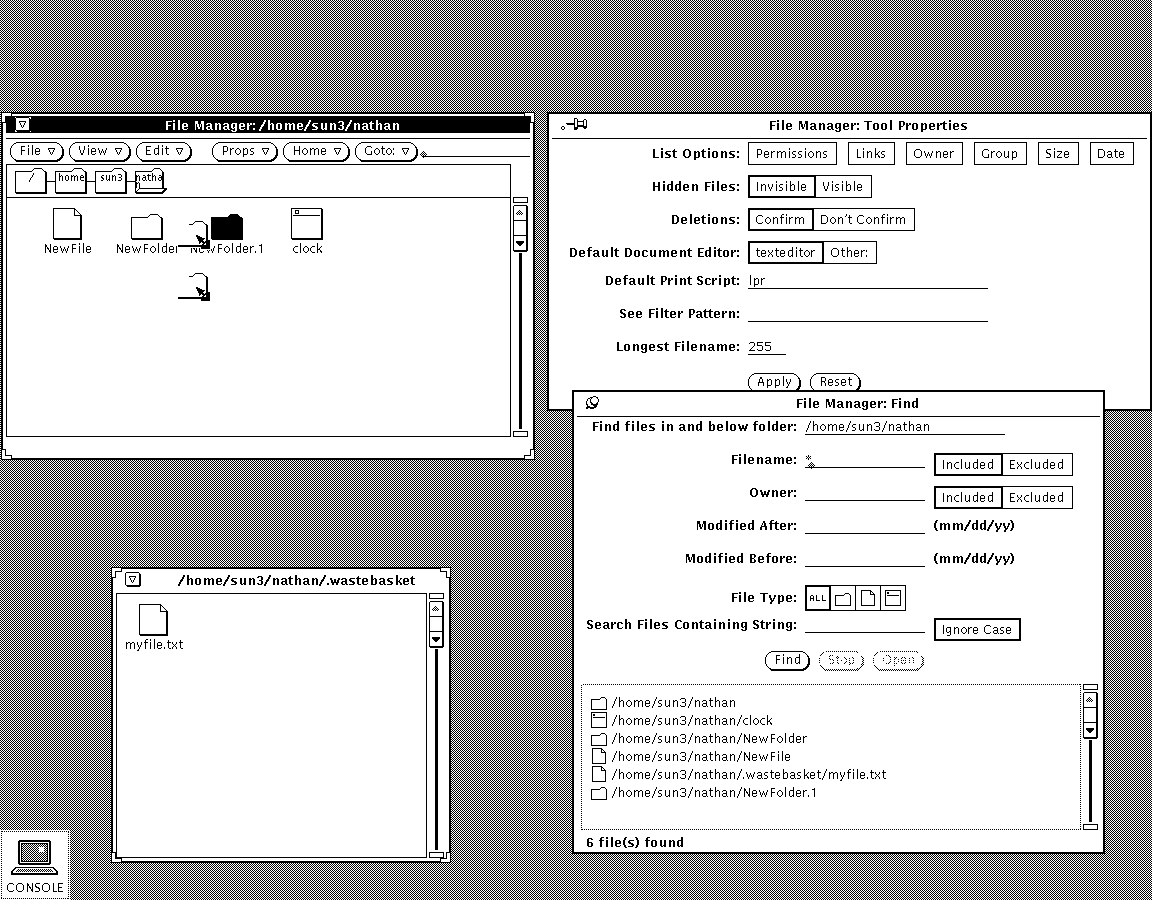 File Manager: /home/sun3/nathan
File View Edit Props Home Goto:
/ home sun3 natha
NewFile NewFolder NewFolder.1 clock
File Manager: Tool Properties
List Options: Permissions Links Owner Group Size Date
Hidden Files: Invisible Visible
Deletions: Confirm Don't Confirm
Default Document Editor: texteditor Other:
Default Print Script: lpr
See Filter Pattern:
Longest Filename: 255
Apply Reset
File Manager: Find
Find files in and below folder: /home/sun3/nathan
Filename: * Included Excluded
Owner: Included Excluded
Modified After: (mm/dd/yy)
Modified Before: (mm/dd/yy)
File Type: ALL
Search Files Containing String: Ignore Case
Find Stop Open
/home/sun3/nathan
/home/sun3/nathan/clock
/home/sun3/nathan/NewFolder
/home/sun3/nathan/NewFile
/home/sun3/nathan/.wastebasket/myfile.txt
/home/sun3/nathan/NewFolder.1
6 file(s) found
/home/sun3/nathan/.wastebasket
myfile.txt
CONSOLE